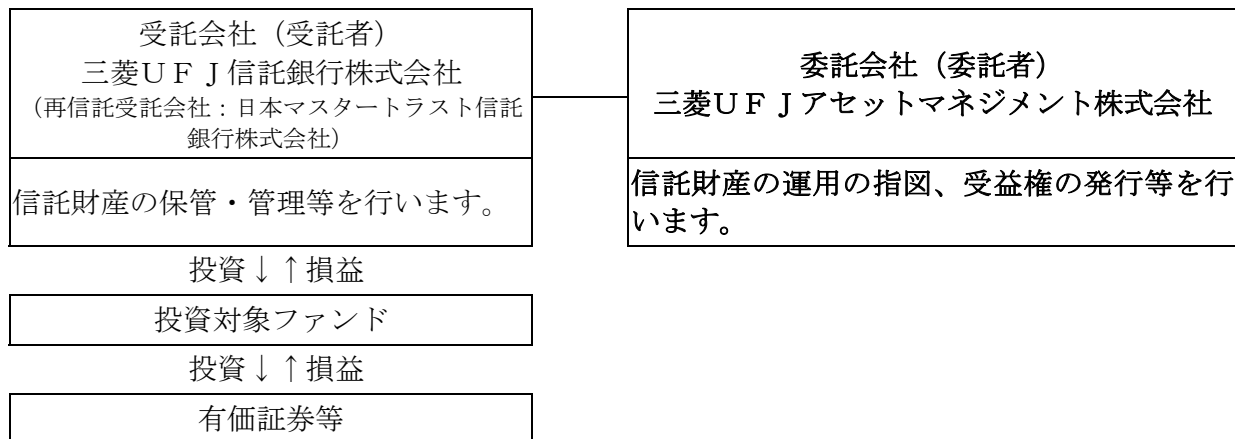 受託会社（受託者）
三菱ＵＦＪ信託銀行株式会社
（再信託受託会社：日本マスタートラスト信託
銀行株式会社）
信託財産の保管・管理等を行います。
委託会社（委託者）
三菱ＵＦＪアセットマネジメント株式会社
信託財産の運用の指図、受益権の発行等を行
います。
投資↓↑損益
投資対象ファンド
投資↓↑損益
有価証券等